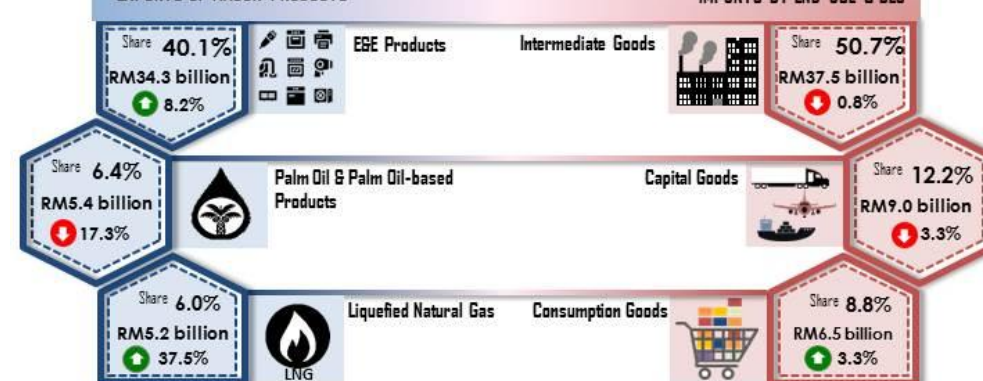 Share 40.1%
RM34.3 billion
8.2%
E&E Products
Intermediate Goods
Share 50.7%
RM37.5 billion
0.8%
Share 6.4%
RM5.4 billion
17.3%
Palm Oil & Palm Oil-based
Products
Capital Goods
Share 12.2%
RM9.0 billion
3.3%
Share 6.0%
RM5.2 billion
37.5%
LNG
Liquefied Natural Gas
Consumption Goods
Share 8.8%
RM6.5 billion
3.3%